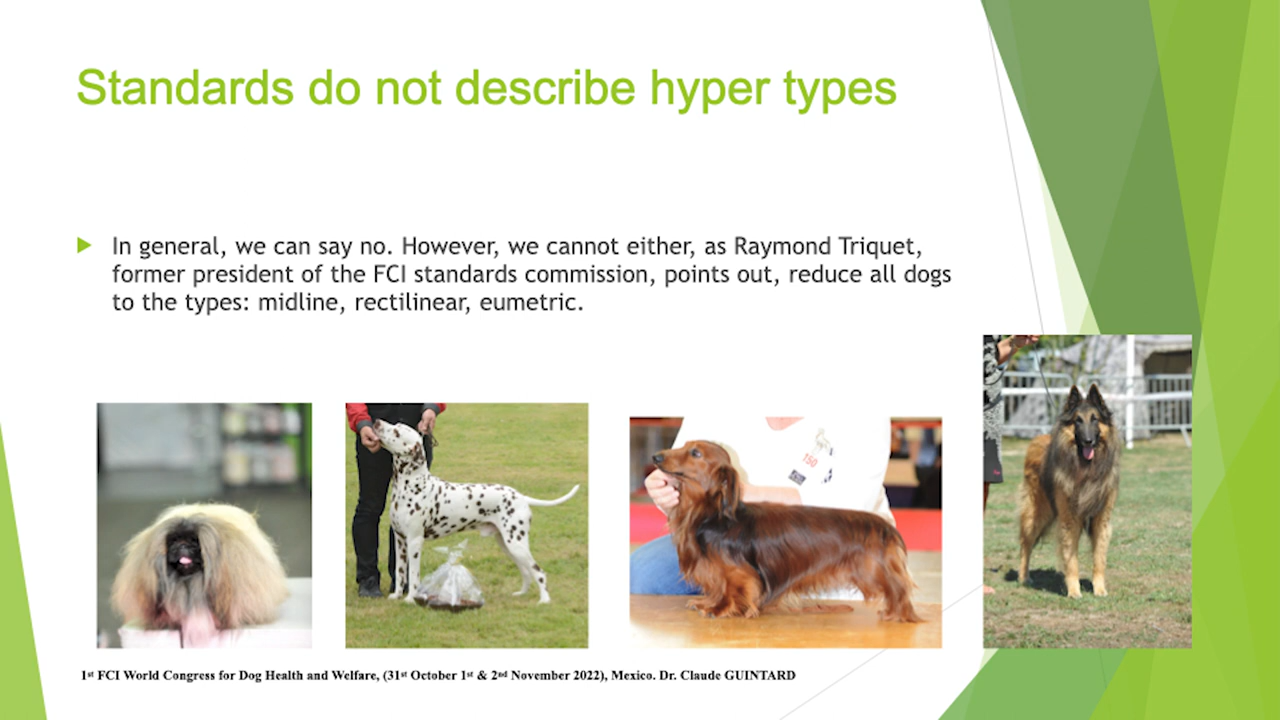 Standards do not describe hyper types
In general, we can say no. However, we cannot either, as Raymond Triquet,
former president of the FCI standards commission, points out, reduce all dogs
to the types: midline, rectilinear, eumetric.
150
1st FCI World Congress for Dog Health and Welfare, (31st October 1st & 2nd November 2022), Mexico. Dr. Claude GUINTARD